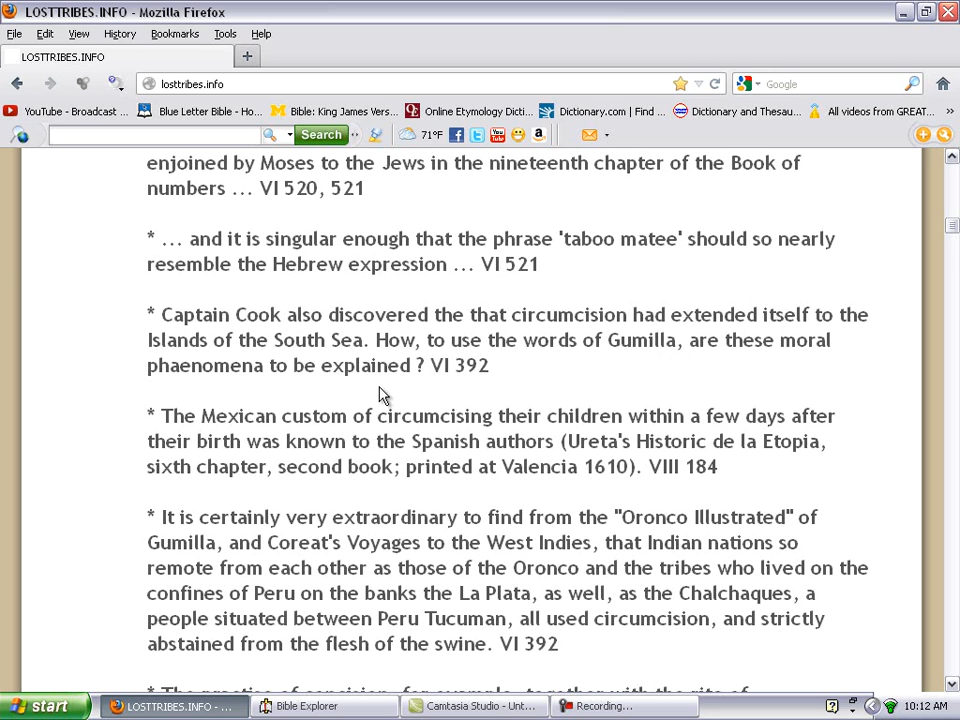 LOSTTRIBES.INFO - Mozilla Firefox
File Edit View History Bookmarks Tools Help
LOSTTRIBES.INFO
losttribes.info
Google
YouTube - Broadcast ... Blue Letter Bible - Ho... Bible: King James Vers... Online Etymology Dicti... Dictionary.com | Find ... Dictionary and Thesau... All videos from GREAT...
Search 71°F
enjoined by Moses to the Jews in the nineteenth chapter of the Book of
numbers ... VI 520, 521
* ... and it is singular enough that the phrase 'taboo matee' should so nearly
resemble the Hebrew expression ... VI 521
* Captain Cook also discovered the that circumcision had extended itself to the
Islands of the South Sea. How, to use the words of Gumilla, are these moral
phaenomena to be explained ? VI 392
* The Mexican custom of circumcising their children within a few days after
their birth was known to the Spanish authors (Ureta's Historic de la Etopia,
sixth chapter, second book; printed at Valencia 1610). VIII 184
* It is certainly very extraordinary to find from the "Oronco Illustrated" of
Gumilla, and Coreat's Voyages to the West Indies, that Indian nations so
remote from each other as those of the Oronco and the tribes who lived on the
confines of Peru on the banks the La Plata, as well, as the Chalchaques, a
people situated between Peru Tucuman, all used circumcision, and strictly
abstained from the flesh of the swine. VI 392
* The practice of concision, for example, together with the rite of
start LOSTTRIBES.INFO - ... Bible Explorer Camtasia Studio - Unt... Recording... 10:12 AM